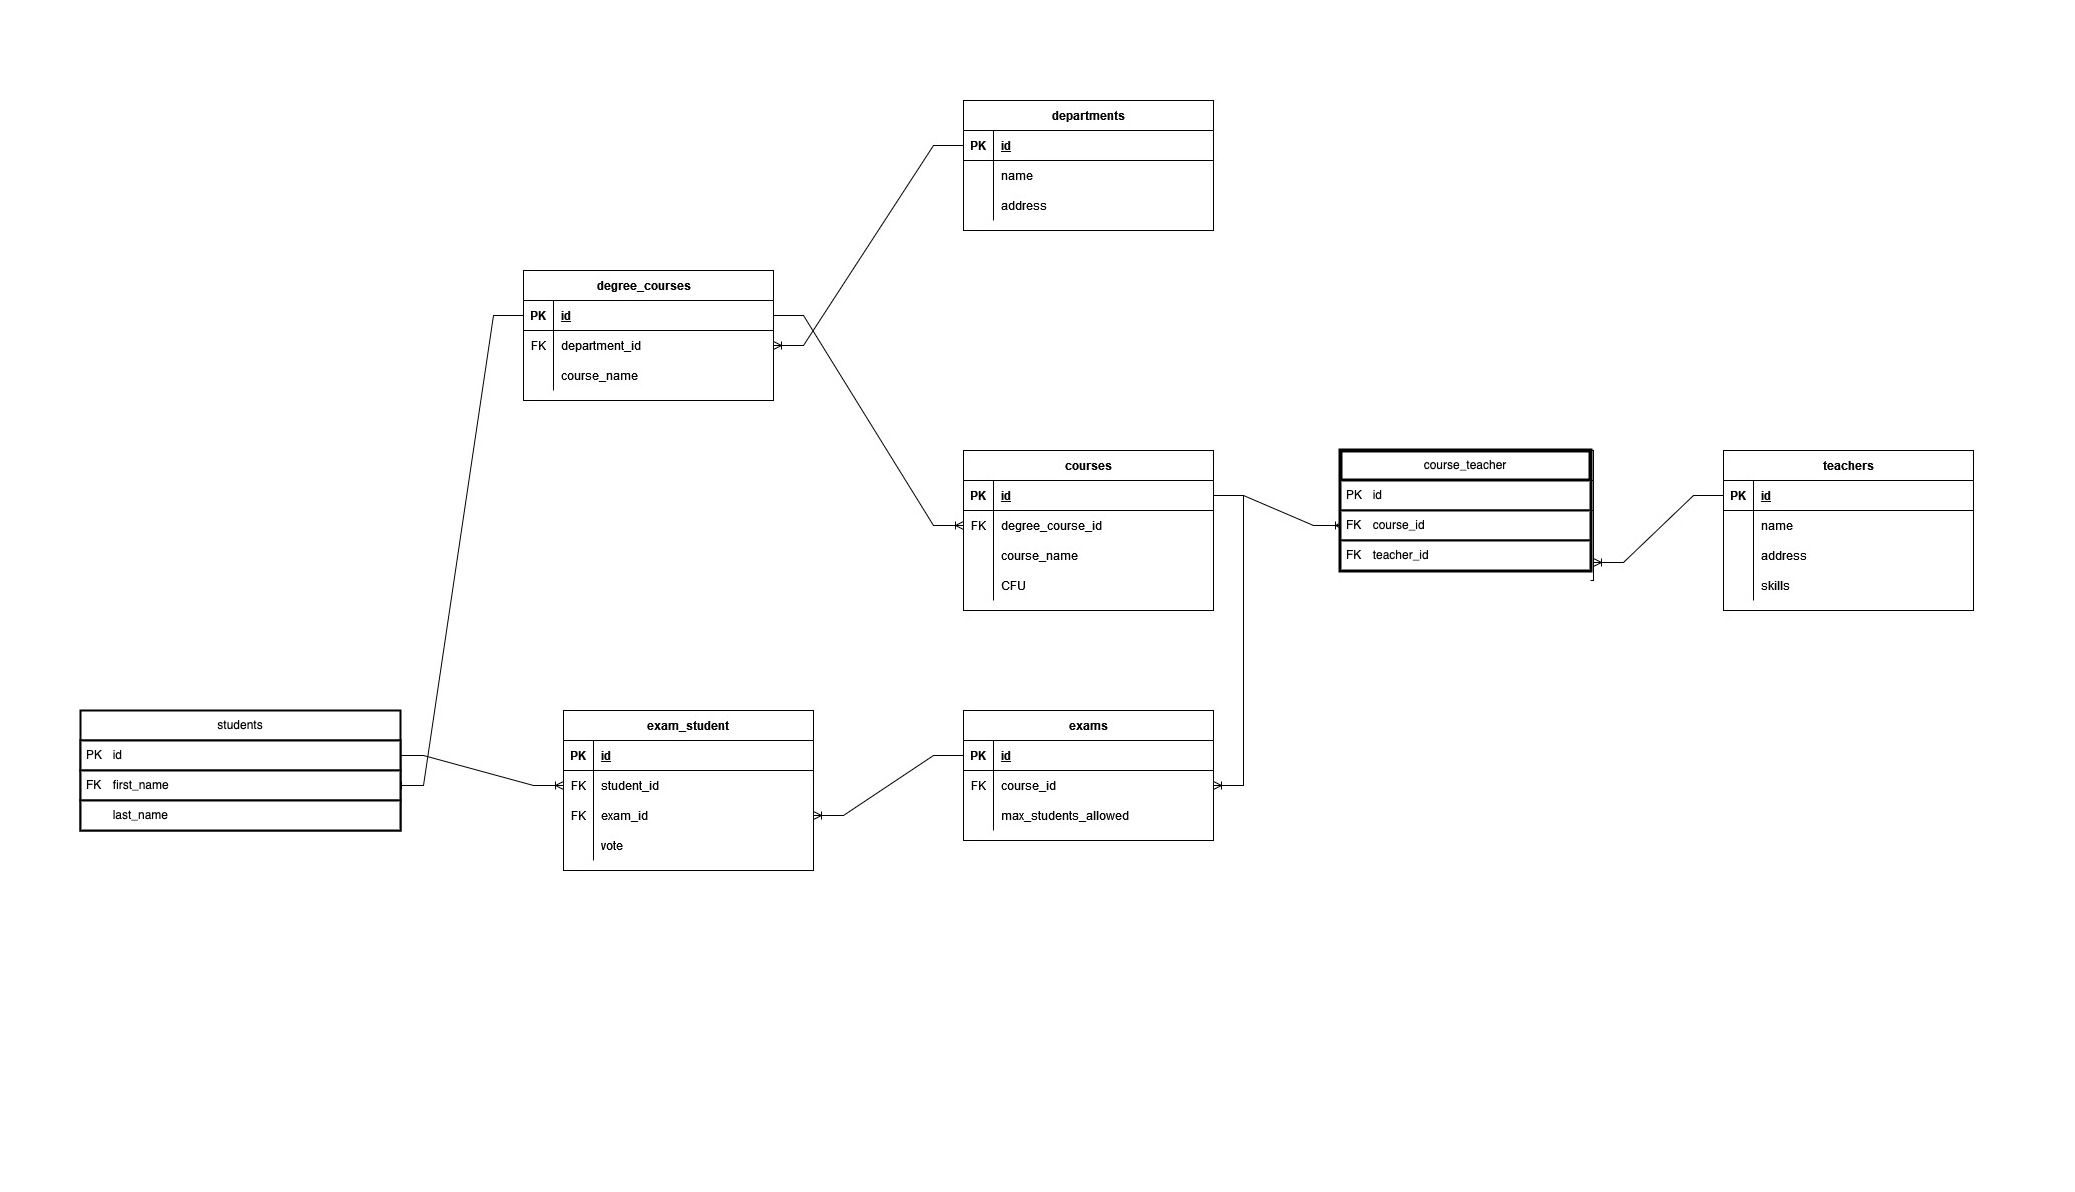 departments
PK id
name
address
degree_courses
PK id
FK department_id
course_name
courses
PK id
FK degree_course_id
course_name
CFU
course_teacher
PK id
FK course_id
FK teacher_id
teachers
PK id
name
address
skills
students
PK id
FK first_name
last_name
exam_student
PK id
FK student_id
FK exam_id
vote
exams
PK id
FK course_id
max_students_allowed